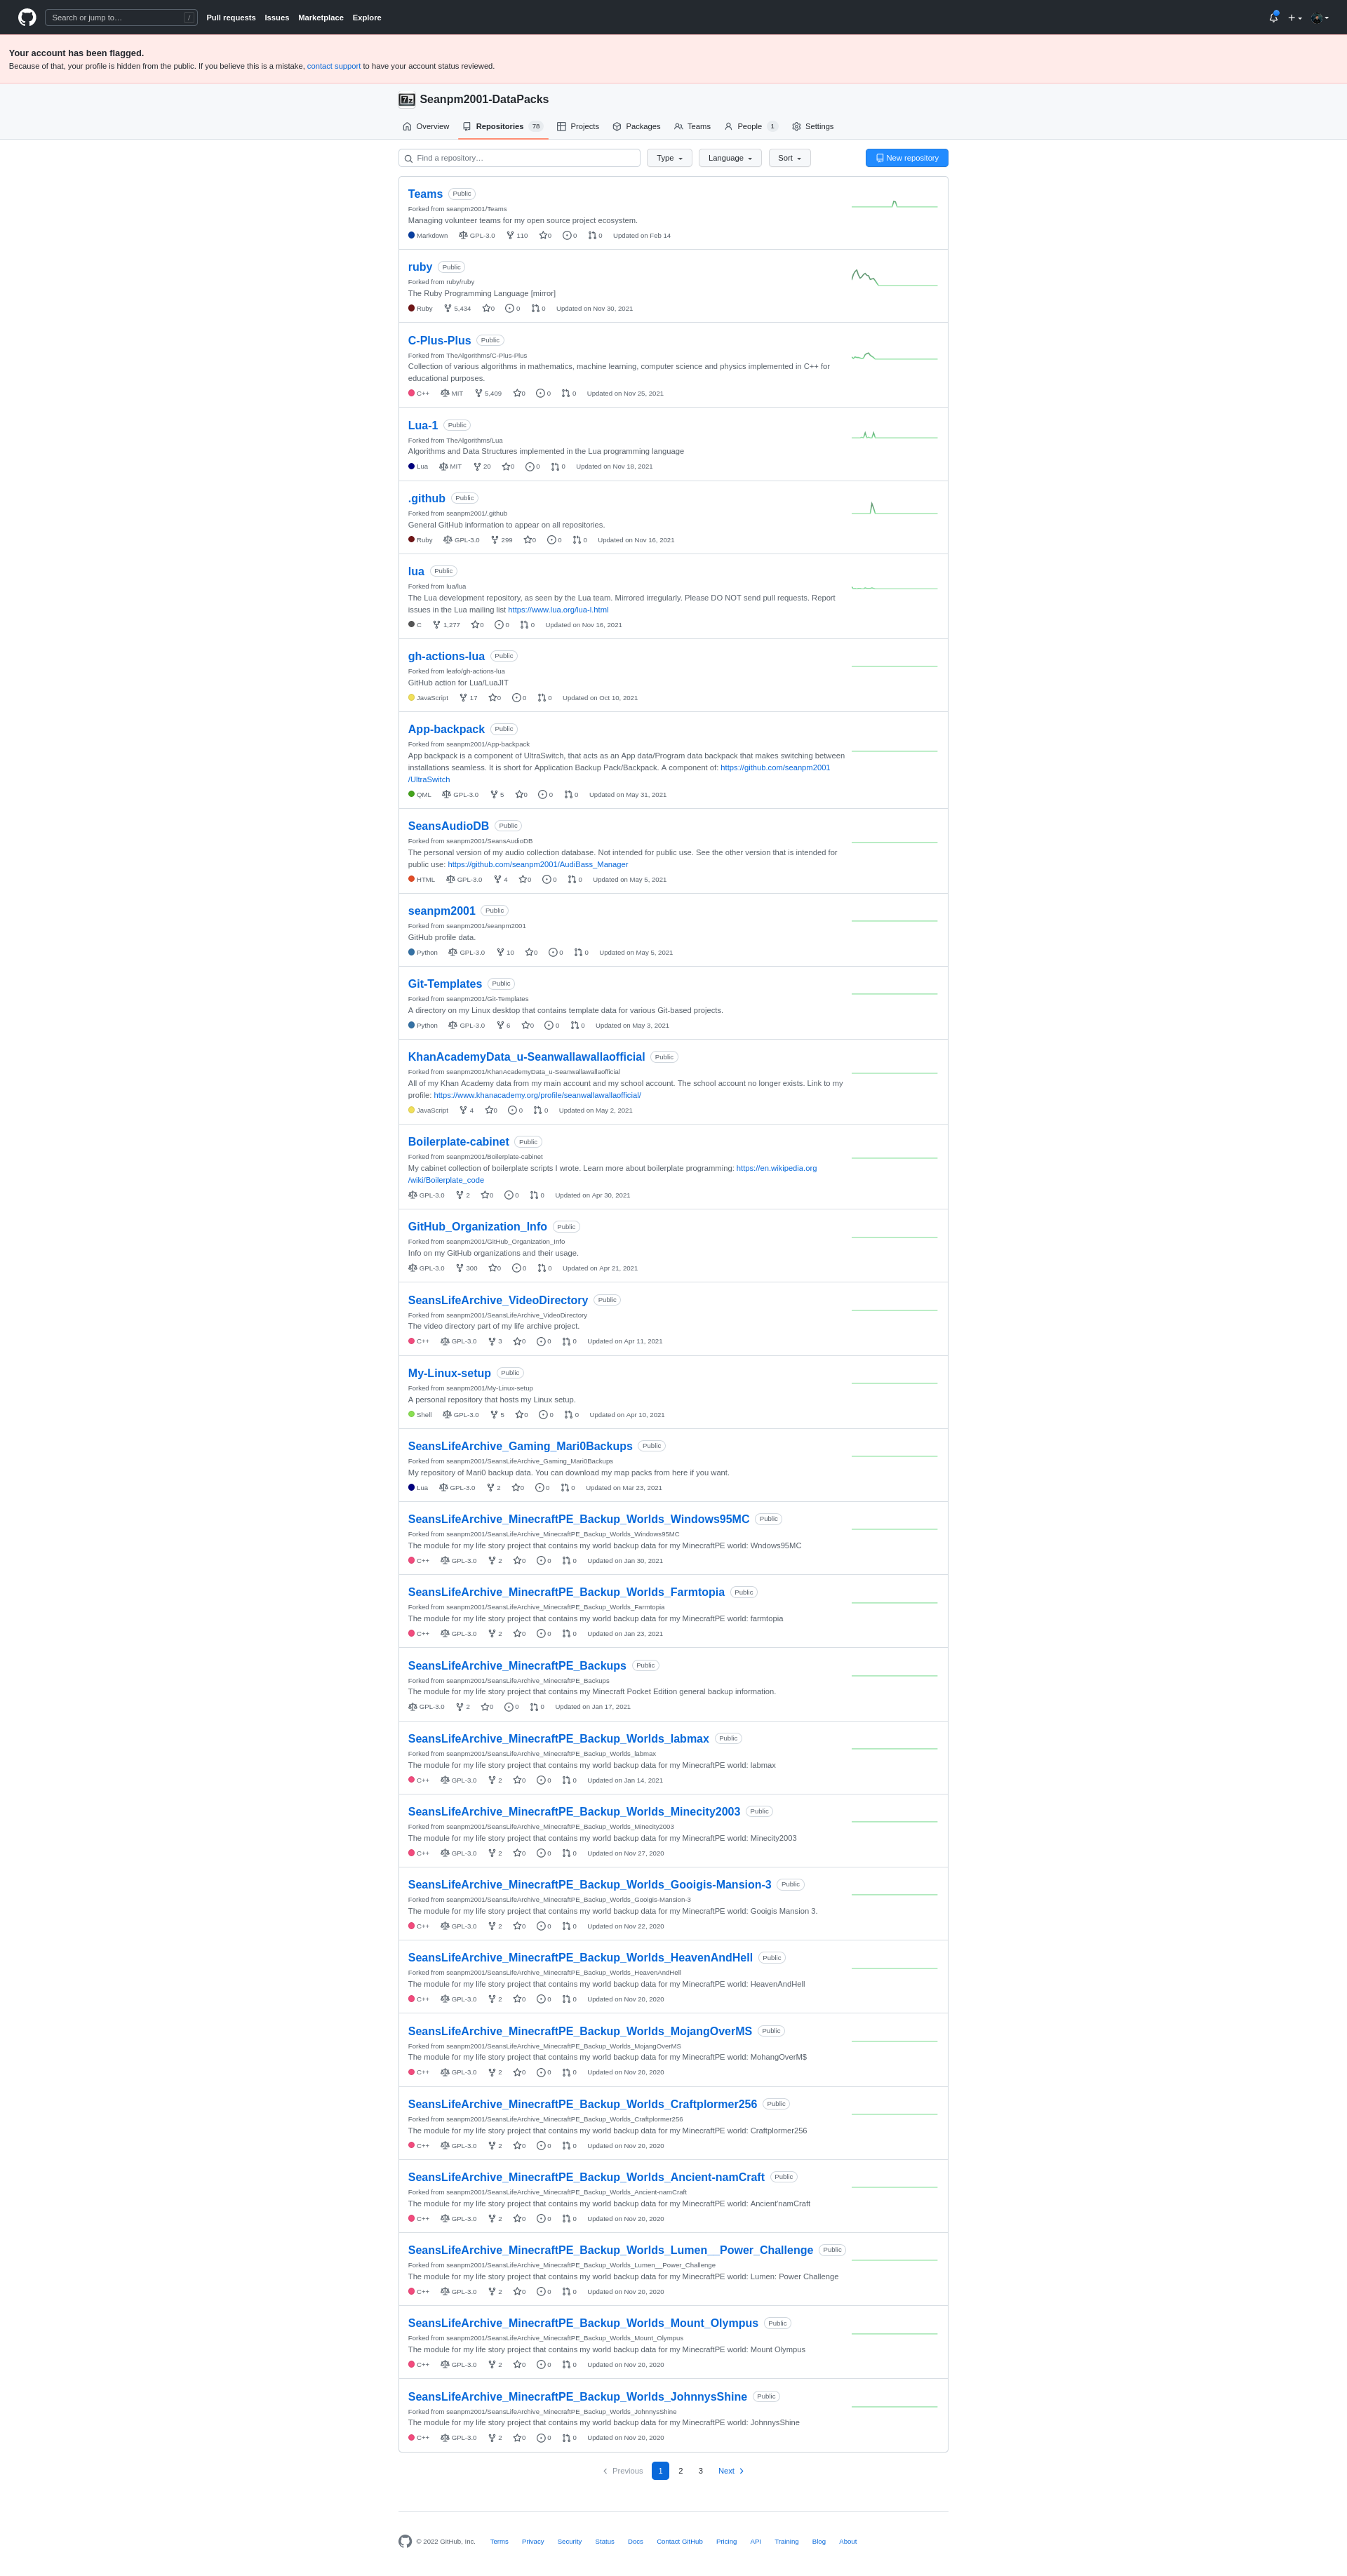 Search or jump to… /
Pull requests Issues Marketplace Explore
Your account has been flagged.
Because of that, your profile is hidden from the public. If you believe this is a mistake, contact support to have your account status reviewed.
Seanpm2001-DataPacks
Overview Repositories 78 Projects Packages Teams People 1 Settings
Find a repository… Type Language Sort New repository
Teams Public
Forked from seanpm2001/Teams
Managing volunteer teams for my open source project ecosystem.
Markdown GPL-3.0 110 0 0 0 Updated on Feb 14
ruby Public
Forked from ruby/ruby
The Ruby Programming Language [mirror]
Ruby 5,434 0 0 0 Updated on Nov 30, 2021
C-Plus-Plus Public
Forked from TheAlgorithms/C-Plus-Plus
Collection of various algorithms in mathematics, machine learning, computer science and physics implemented in C++ for
educational purposes.
C++ MIT 5,409 0 0 0 Updated on Nov 25, 2021
Lua-1 Public
Forked from TheAlgorithms/Lua
Algorithms and Data Structures implemented in the Lua programming language
Lua MIT 20 0 0 0 Updated on Nov 18, 2021
.github Public
Forked from seanpm2001/.github
General GitHub information to appear on all repositories.
Ruby GPL-3.0 299 0 0 0 Updated on Nov 16, 2021
lua Public
Forked from lua/lua
The Lua development repository, as seen by the Lua team. Mirrored irregularly. Please DO NOT send pull requests. Report
issues in the Lua mailing list https://www.lua.org/lua-l.html
C 1,277 0 0 0 Updated on Nov 16, 2021
gh-actions-lua Public
Forked from leafo/gh-actions-lua
GitHub action for Lua/LuaJIT
JavaScript 17 0 0 0 Updated on Oct 10, 2021
App-backpack Public
Forked from seanpm2001/App-backpack
App backpack is a component of UltraSwitch, that acts as an App data/Program data backpack that makes switching between
installations seamless. It is short for Application Backup Pack/Backpack. A component of: https://github.com/seanpm2001
/UltraSwitch
QML GPL-3.0 5 0 0 0 Updated on May 31, 2021
SeansAudioDB Public
Forked from seanpm2001/SeansAudioDB
The personal version of my audio collection database. Not intended for public use. See the other version that is intended for
public use: https://github.com/seanpm2001/AudiBass_Manager
HTML GPL-3.0 4 0 0 0 Updated on May 5, 2021
seanpm2001 Public
Forked from seanpm2001/seanpm2001
GitHub profile data.
Python GPL-3.0 10 0 0 0 Updated on May 5, 2021
Git-Templates Public
Forked from seanpm2001/Git-Templates
A directory on my Linux desktop that contains template data for various Git-based projects.
Python GPL-3.0 6 0 0 0 Updated on May 3, 2021
KhanAcademyData_u-Seanwallawallaofficial Public
Forked from seanpm2001/KhanAcademyData_u-Seanwallawallaofficial
All of my Khan Academy data from my main account and my school account. The school account no longer exists. Link to my
profile: https://www.khanacademy.org/profile/seanwallawallaofficial/
JavaScript 4 0 0 0 Updated on May 2, 2021
Boilerplate-cabinet Public
Forked from seanpm2001/Boilerplate-cabinet
My cabinet collection of boilerplate scripts I wrote. Learn more about boilerplate programming: https://en.wikipedia.org
/wiki/Boilerplate_code
GPL-3.0 2 0 0 0 Updated on Apr 30, 2021
GitHub_Organization_Info Public
Forked from seanpm2001/GitHub_Organization_Info
Info on my GitHub organizations and their usage.
GPL-3.0 300 0 0 0 Updated on Apr 21, 2021
SeansLifeArchive_VideoDirectory Public
Forked from seanpm2001/SeansLifeArchive_VideoDirectory
The video directory part of my life archive project.
C++ GPL-3.0 3 0 0 0 Updated on Apr 11, 2021
My-Linux-setup Public
Forked from seanpm2001/My-Linux-setup
A personal repository that hosts my Linux setup.
Shell GPL-3.0 5 0 0 0 Updated on Apr 10, 2021
SeansLifeArchive_Gaming_Mari0Backups Public
Forked from seanpm2001/SeansLifeArchive_Gaming_Mari0Backups
My repository of Mari0 backup data. You can download my map packs from here if you want.
Lua GPL-3.0 2 0 0 0 Updated on Mar 23, 2021
SeansLifeArchive_MinecraftPE_Backup_Worlds_Windows95MC Public
Forked from seanpm2001/SeansLifeArchive_MinecraftPE_Backup_Worlds_Windows95MC
The module for my life story project that contains my world backup data for my MinecraftPE world: Wndows95MC
C++ GPL-3.0 2 0 0 0 Updated on Jan 30, 2021
SeansLifeArchive_MinecraftPE_Backup_Worlds_Farmtopia Public
Forked from seanpm2001/SeansLifeArchive_MinecraftPE_Backup_Worlds_Farmtopia
The module for my life story project that contains my world backup data for my MinecraftPE world: farmtopia
C++ GPL-3.0 2 0 0 0 Updated on Jan 23, 2021
SeansLifeArchive_MinecraftPE_Backups Public
Forked from seanpm2001/SeansLifeArchive_MinecraftPE_Backups
The module for my life story project that contains my Minecraft Pocket Edition general backup information.
GPL-3.0 2 0 0 0 Updated on Jan 17, 2021
SeansLifeArchive_MinecraftPE_Backup_Worlds_labmax Public
Forked from seanpm2001/SeansLifeArchive_MinecraftPE_Backup_Worlds_labmax
The module for my life story project that contains my world backup data for my MinecraftPE world: labmax
C++ GPL-3.0 2 0 0 0 Updated on Jan 14, 2021
SeansLifeArchive_MinecraftPE_Backup_Worlds_Minecity2003 Public
Forked from seanpm2001/SeansLifeArchive_MinecraftPE_Backup_Worlds_Minecity2003
The module for my life story project that contains my world backup data for my MinecraftPE world: Minecity2003
C++ GPL-3.0 2 0 0 0 Updated on Nov 27, 2020
SeansLifeArchive_MinecraftPE_Backup_Worlds_Gooigis-Mansion-3 Public
Forked from seanpm2001/SeansLifeArchive_MinecraftPE_Backup_Worlds_Gooigis-Mansion-3
The module for my life story project that contains my world backup data for my MinecraftPE world: Gooigis Mansion 3.
C++ GPL-3.0 2 0 0 0 Updated on Nov 22, 2020
SeansLifeArchive_MinecraftPE_Backup_Worlds_HeavenAndHell Public
Forked from seanpm2001/SeansLifeArchive_MinecraftPE_Backup_Worlds_HeavenAndHell
The module for my life story project that contains my world backup data for my MinecraftPE world: HeavenAndHell
C++ GPL-3.0 2 0 0 0 Updated on Nov 20, 2020
SeansLifeArchive_MinecraftPE_Backup_Worlds_MojangOverMS Public
Forked from seanpm2001/SeansLifeArchive_MinecraftPE_Backup_Worlds_MojangOverMS
The module for my life story project that contains my world backup data for my MinecraftPE world: MohangOverM$
C++ GPL-3.0 2 0 0 0 Updated on Nov 20, 2020
SeansLifeArchive_MinecraftPE_Backup_Worlds_Craftplormer256 Public
Forked from seanpm2001/SeansLifeArchive_MinecraftPE_Backup_Worlds_Craftplormer256
The module for my life story project that contains my world backup data for my MinecraftPE world: Craftplormer256
C++ GPL-3.0 2 0 0 0 Updated on Nov 20, 2020
SeansLifeArchive_MinecraftPE_Backup_Worlds_Ancient-namCraft Public
Forked from seanpm2001/SeansLifeArchive_MinecraftPE_Backup_Worlds_Ancient-namCraft
The module for my life story project that contains my world backup data for my MinecraftPE world: Ancient'namCraft
C++ GPL-3.0 2 0 0 0 Updated on Nov 20, 2020
SeansLifeArchive_MinecraftPE_Backup_Worlds_Lumen__Power_Challenge Public
Forked from seanpm2001/SeansLifeArchive_MinecraftPE_Backup_Worlds_Lumen__Power_Challenge
The module for my life story project that contains my world backup data for my MinecraftPE world: Lumen: Power Challenge
C++ GPL-3.0 2 0 0 0 Updated on Nov 20, 2020
SeansLifeArchive_MinecraftPE_Backup_Worlds_Mount_Olympus Public
Forked from seanpm2001/SeansLifeArchive_MinecraftPE_Backup_Worlds_Mount_Olympus
The module for my life story project that contains my world backup data for my MinecraftPE world: Mount Olympus
C++ GPL-3.0 2 0 0 0 Updated on Nov 20, 2020
SeansLifeArchive_MinecraftPE_Backup_Worlds_JohnnysShine Public
Forked from seanpm2001/SeansLifeArchive_MinecraftPE_Backup_Worlds_JohnnysShine
The module for my life story project that contains my world backup data for my MinecraftPE world: JohnnysShine
C++ GPL-3.0 2 0 0 0 Updated on Nov 20, 2020
Previous 1 2 3 Next
© 2022 GitHub, Inc. Terms Privacy Security Status Docs Contact GitHub Pricing API Training Blog About